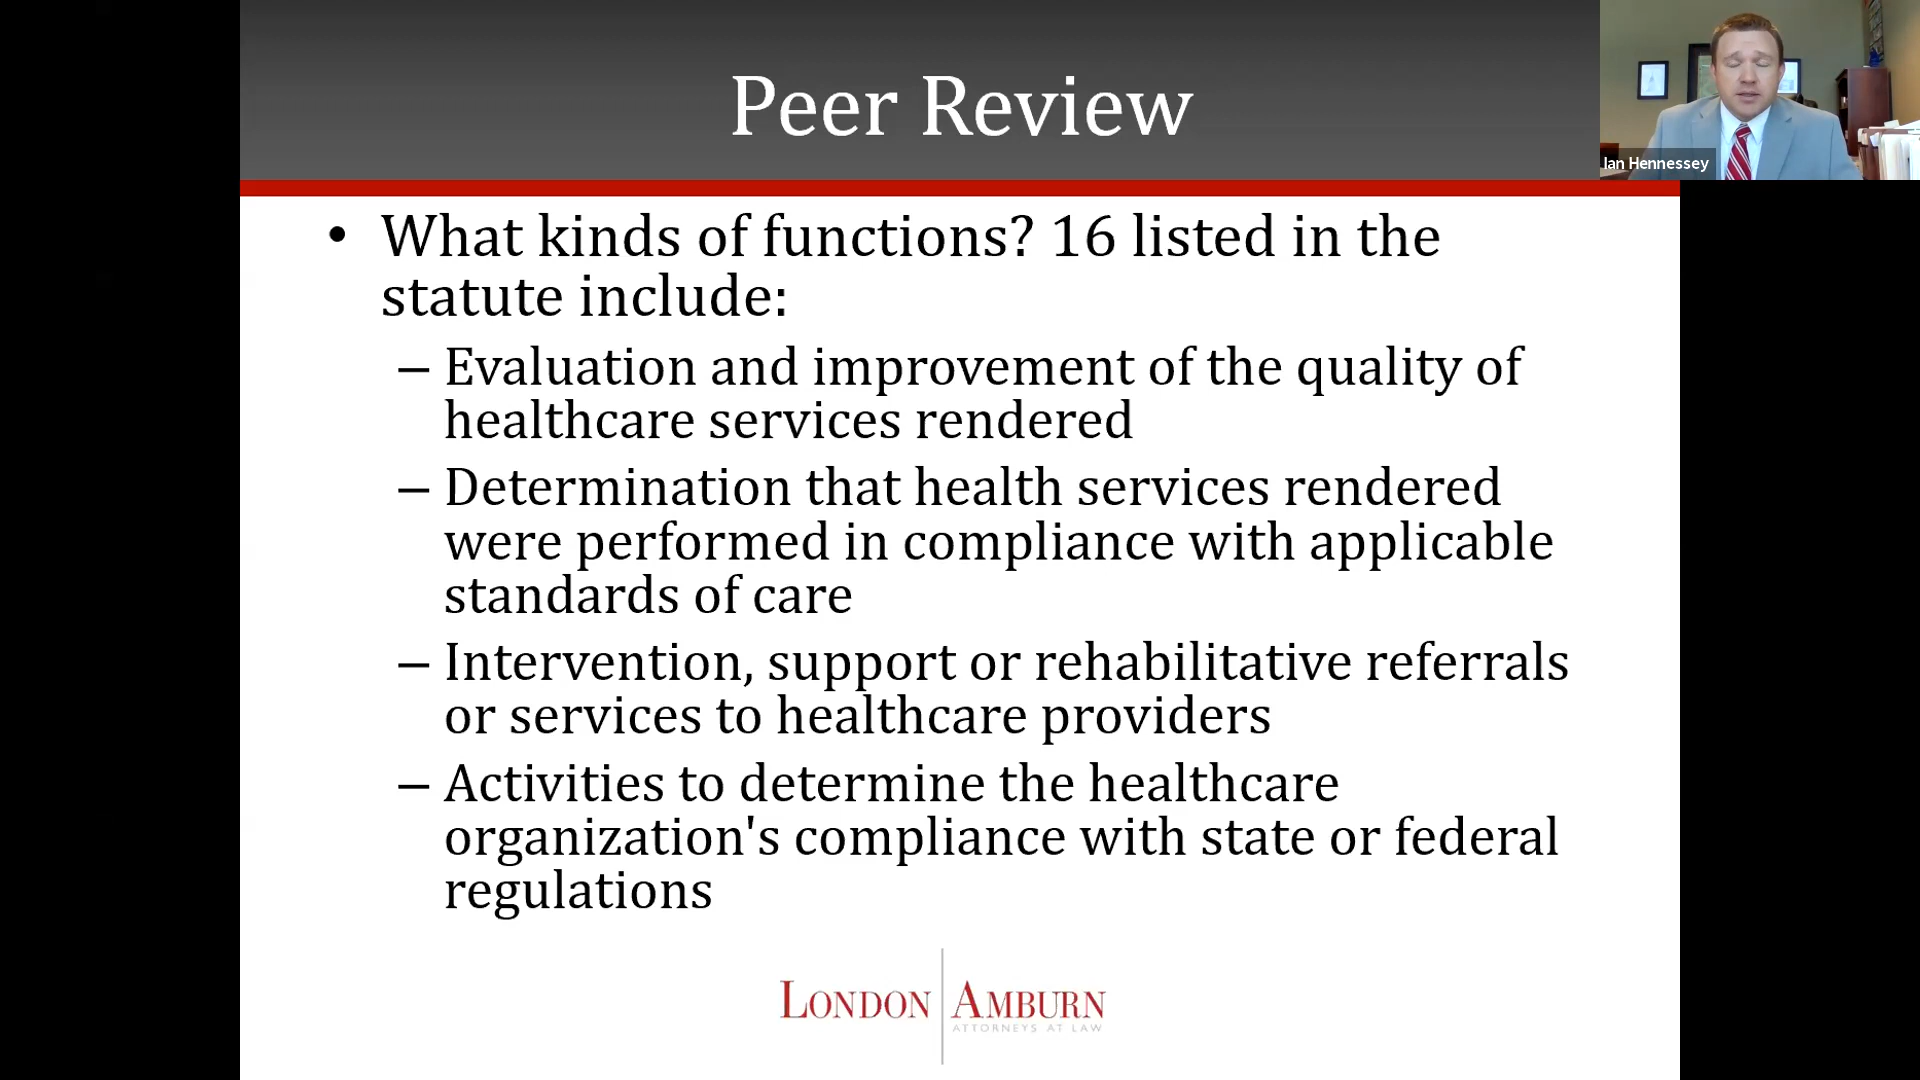 Peer Review
Ian Hennessey
• What kinds of functions? 16 listed in the
statute include:
– Evaluation and improvement of the quality of
healthcare services rendered
– Determination that health services rendered
were performed in compliance with applicable
standards of care
– Intervention, support or rehabilitative referrals
or services to healthcare providers
– Activities to determine the healthcare
organization's compliance with state or federal
regulations
LONDON AMBURN
ATTORNEYS AT LAW